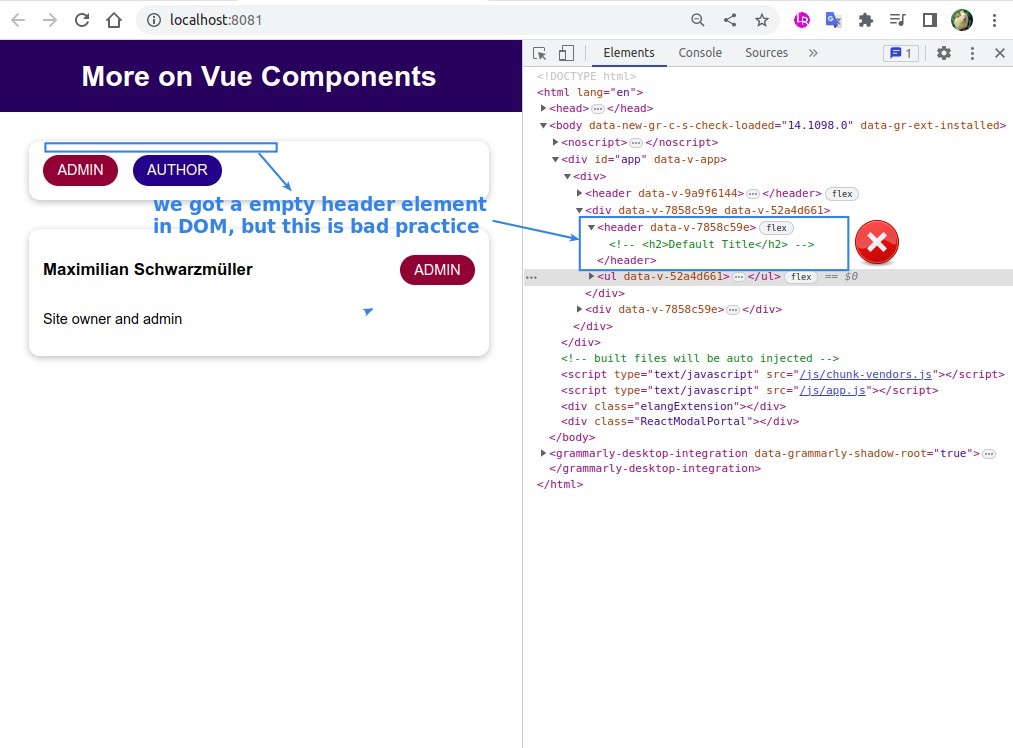 localhost:8081
More on Vue Components
ADMIN
AUTHOR
we got a empty header element
in DOM, but this is bad practice
Maximilian Schwarzmüller
ADMIN
Site owner and admin
Elements
Console
Sources
»
1
<!DOCTYPE html>
<html lang="en">
<head>⋯</head>
<body data-new-gr-c-s-check-loaded="14.1098.0" data-gr-ext-installed>
<noscript>⋯</noscript>
<div id="app" data-v-app>
<div>
<header data-v-9a9f6144>⋯</header> flex
<div data-v-7858c59e data-v-52a4d661>
<header data-v-7858c59e> flex
<!-- <h2>Default Title</h2> -->
</header>
⋯ <ul data-v-52a4d661>⋯</ul> flex == $0
</div>
<div data-v-7858c59e>⋯</div>
</div>
</div>
<!-- built files will be auto injected -->
<script type="text/javascript" src="/js/chunk-vendors.js"></script>
<script type="text/javascript" src="/js/app.js"></script>
<div class="elangExtension"></div>
<div class="ReactModalPortal"></div>
</body>
<grammarly-desktop-integration data-grammarly-shadow-root="true">⋯
</grammarly-desktop-integration>
</html>